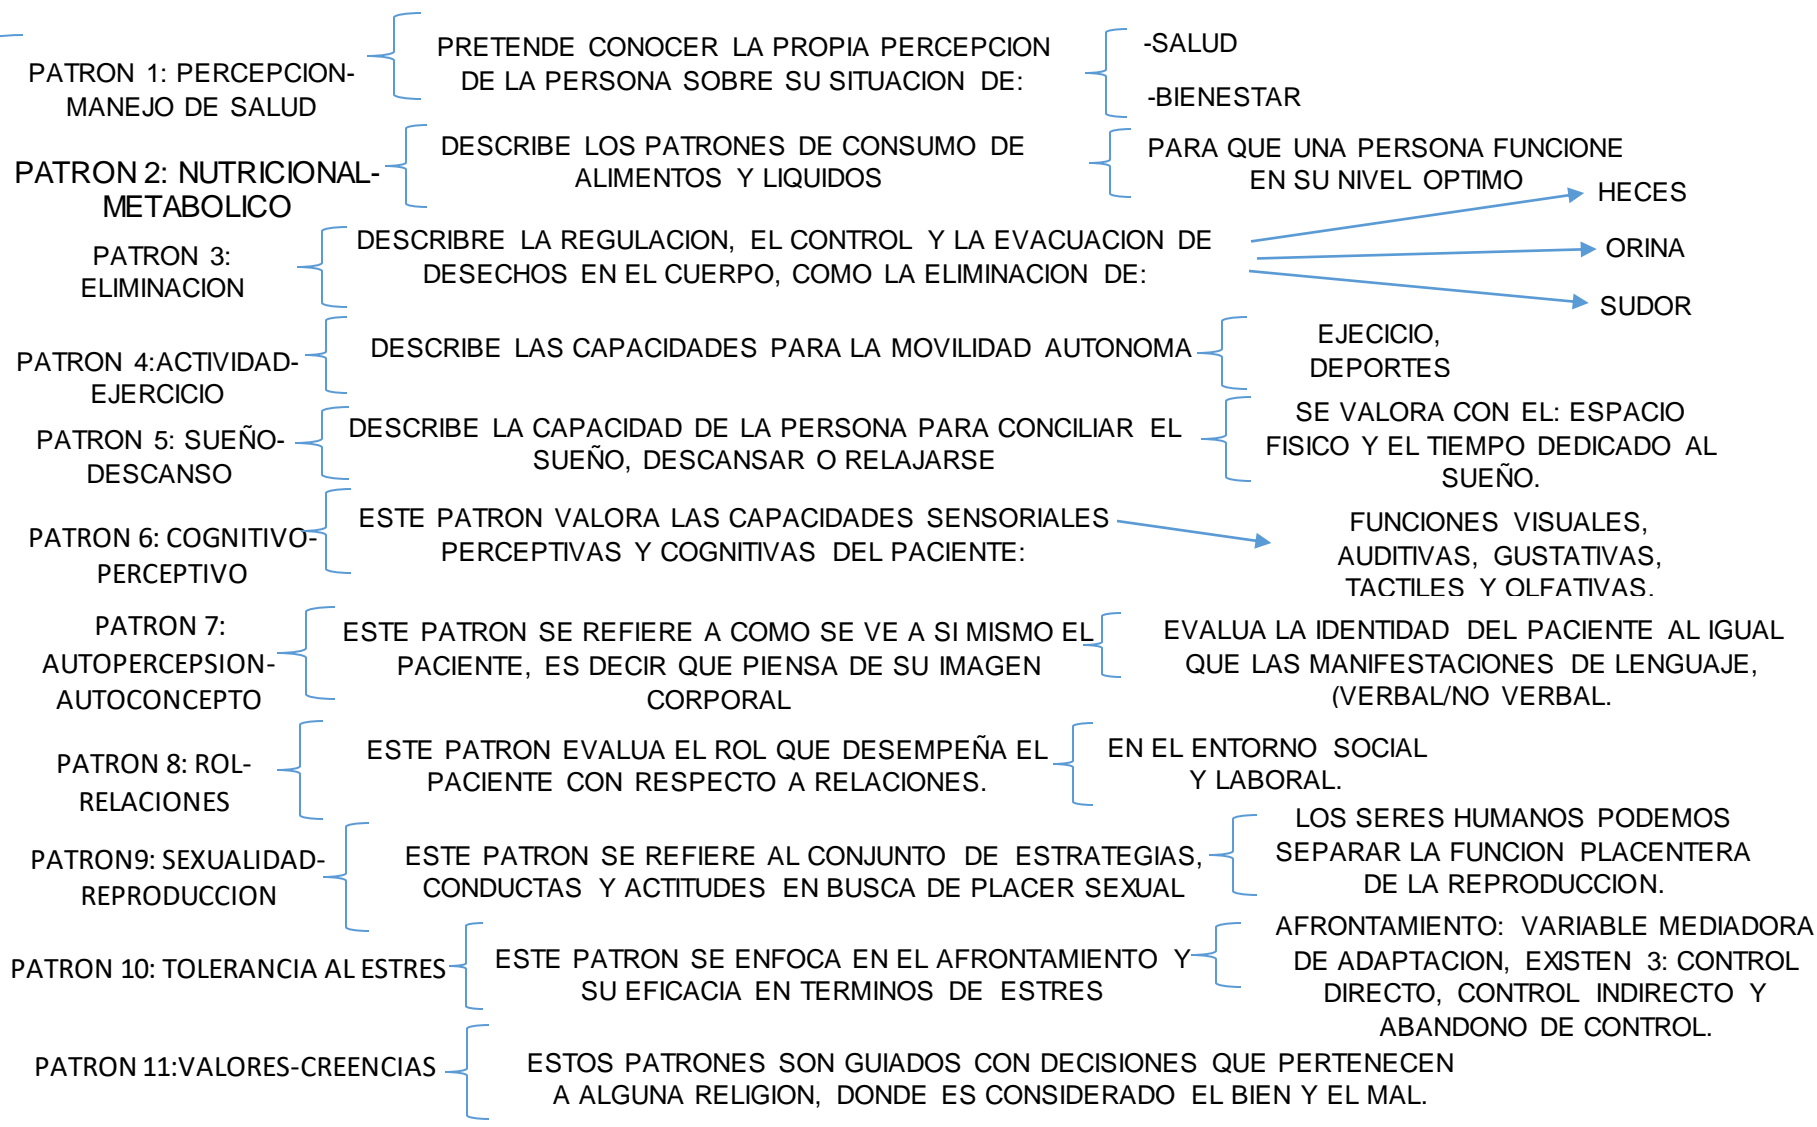 PATRON 1: PERCEPCION-
MANEJO DE SALUD
PRETENDE CONOCER LA PROPIA PERCEPCION
DE LA PERSONA SOBRE SU SITUACION DE:
-SALUD
-BIENESTAR
PATRON 2: NUTRICIONAL-
METABOLICO
DESCRIBE LOS PATRONES DE CONSUMO DE
ALIMENTOS Y LIQUIDOS
PARA QUE UNA PERSONA FUNCIONE
EN SU NIVEL OPTIMO
PATRON 3:
ELIMINACION
DESCRIBRE LA REGULACION, EL CONTROL Y LA EVACUACION DE
DESECHOS EN EL CUERPO, COMO LA ELIMINACION DE:
HECES
ORINA
SUDOR
PATRON 4:ACTIVIDAD-
EJERCICIO
DESCRIBE LAS CAPACIDADES PARA LA MOVILIDAD AUTONOMA
EJECICIO,
DEPORTES
PATRON 5: SUEÑO-
DESCANSO
DESCRIBE LA CAPACIDAD DE LA PERSONA PARA CONCILIAR EL
SUEÑO, DESCANSAR O RELAJARSE
SE VALORA CON EL: ESPACIO
FISICO Y EL TIEMPO DEDICADO AL
SUEÑO.
PATRON 6: COGNITIVO-
PERCEPTIVO
ESTE PATRON VALORA LAS CAPACIDADES SENSORIALES
PERCEPTIVAS Y COGNITIVAS DEL PACIENTE:
FUNCIONES VISUALES,
AUDITIVAS, GUSTATIVAS,
TACTILES Y OLFATIVAS.
PATRON 7:
AUTOPERCEPSION-
AUTOCONCEPTO
ESTE PATRON SE REFIERE A COMO SE VE A SI MISMO EL
PACIENTE, ES DECIR QUE PIENSA DE SU IMAGEN
CORPORAL
EVALUA LA IDENTIDAD DEL PACIENTE AL IGUAL
QUE LAS MANIFESTACIONES DE LENGUAJE,
(VERBAL/NO VERBAL.
PATRON 8: ROL-
RELACIONES
ESTE PATRON EVALUA EL ROL QUE DESEMPEÑA EL
PACIENTE CON RESPECTO A RELACIONES.
EN EL ENTORNO SOCIAL
Y LABORAL.
PATRON9: SEXUALIDAD-
REPRODUCCION
ESTE PATRON SE REFIERE AL CONJUNTO DE ESTRATEGIAS,
CONDUCTAS Y ACTITUDES EN BUSCA DE PLACER SEXUAL
LOS SERES HUMANOS PODEMOS
SEPARAR LA FUNCION PLACENTERA
DE LA REPRODUCCION.
PATRON 10: TOLERANCIA AL ESTRES
ESTE PATRON SE ENFOCA EN EL AFRONTAMIENTO Y
SU EFICACIA EN TERMINOS DE ESTRES
AFRONTAMIENTO: VARIABLE MEDIADORA
DE ADAPTACION, EXISTEN 3: CONTROL
DIRECTO, CONTROL INDIRECTO Y
ABANDONO DE CONTROL.
PATRON 11:VALORES-CREENCIAS
ESTOS PATRONES SON GUIADOS CON DECISIONES QUE PERTENECEN
A ALGUNA RELIGION, DONDE ES CONSIDERADO EL BIEN Y EL MAL.